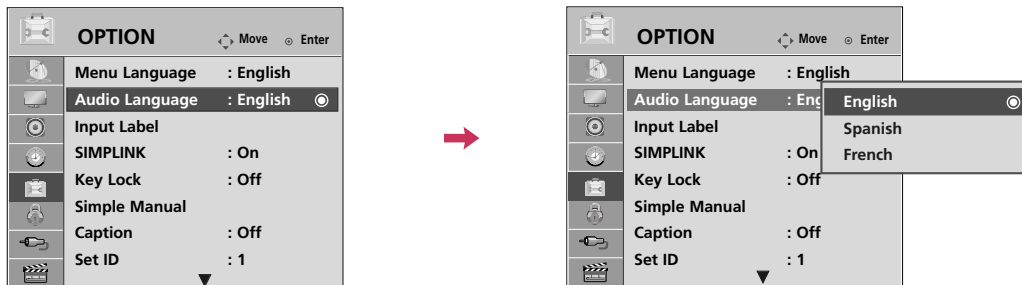 OPTION Move Enter
Menu Language : English
Audio Language : English
Input Label
SIMPLINK : On
Key Lock : Off
Simple Manual
Caption : Off
Set ID : 1
OPTION Move Enter
Menu Language : English
Audio Language : Eng
Input Label
SIMPLINK : On
Key Lock : Off
Simple Manual
Caption : Off
Set ID : 1
English
Spanish
French